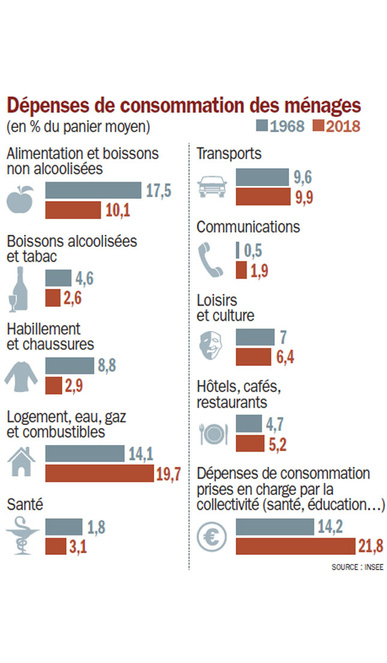 Dépenses de consommation des ménages
(en % du panier moyen)
1968 2018
Alimentation et boissons
non alcoolisées
17,5
10,1
Boissons alcoolisées
et tabac
4,6
2,6
Habillement
et chaussures
8,8
2,9
Logement, eau, gaz
et combustibles
14,1
19,7
Santé
1,8
3,1
Transports
9,6
9,9
Communications
0,5
1,9
Loisirs
et culture
7
6,4
Hôtels, cafés,
restaurants
4,7
5,2
Dépenses de consommation
prises en charge par la
collectivité (santé, éducation...)
14,2
21,8
SOURCE : INSEE